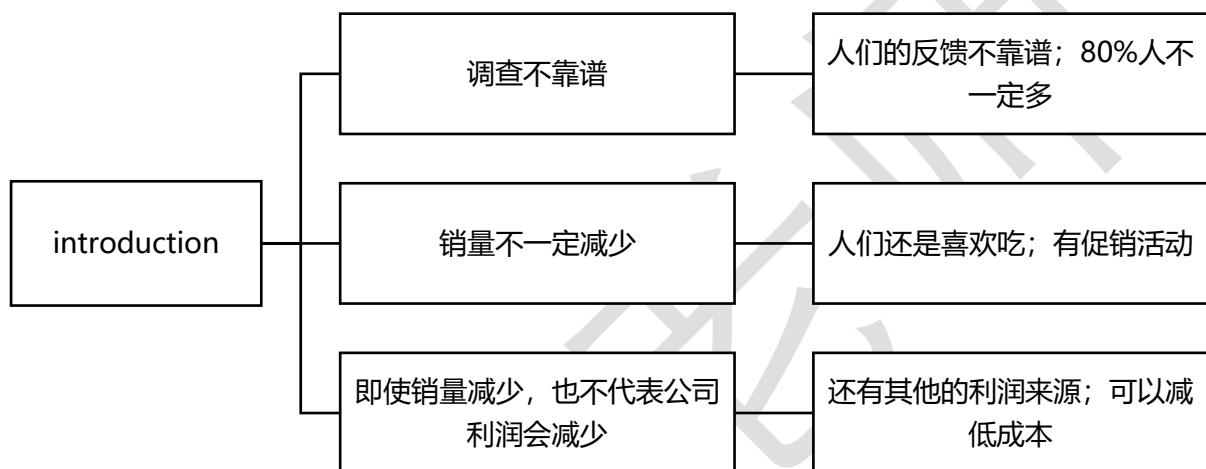 introduction
调查不靠谱
人们的反馈不靠谱；80%人不
一定多
销量不一定减少
人们还是喜欢吃；有促销活动
即使销量减少，也不代表公司
利润会减少
还有其他的利润来源；可以减
低成本